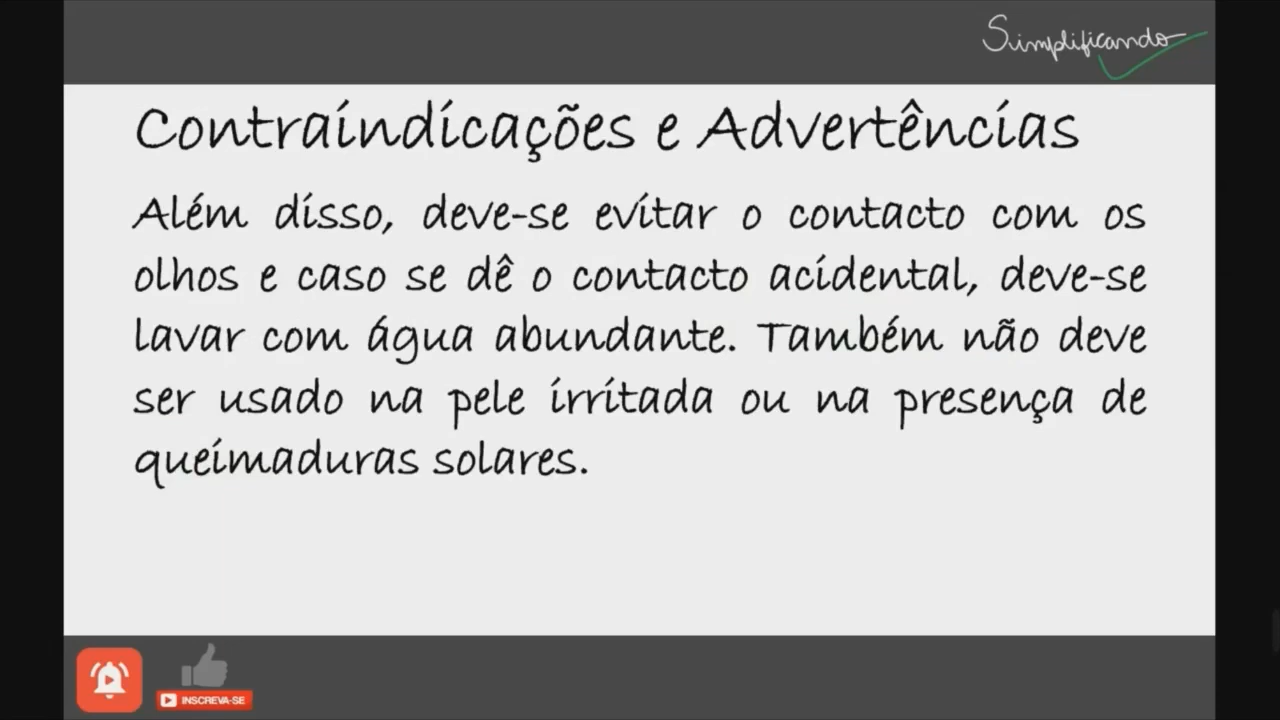 Simplificando
Contraindicações e Advertências
Além disso, deve-se evitar o contacto com os
olhos e caso se dê o contacto acidental, deve-se
lavar com água abundante. Também não deve
ser usado na pele irritada ou na presença de
queimaduras solares.
INSCREVA-SE